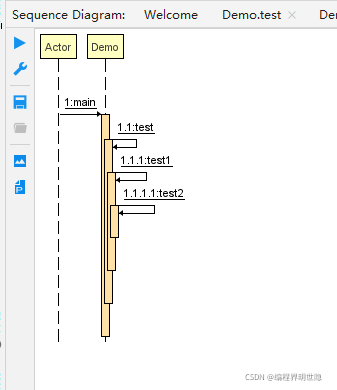 Sequence Diagram: Welcome Demo.test De
Actor Demo
1:main
1.1:test
1.1.1:test1
1.1.1.1:test2
CSDN @编程界明世隐